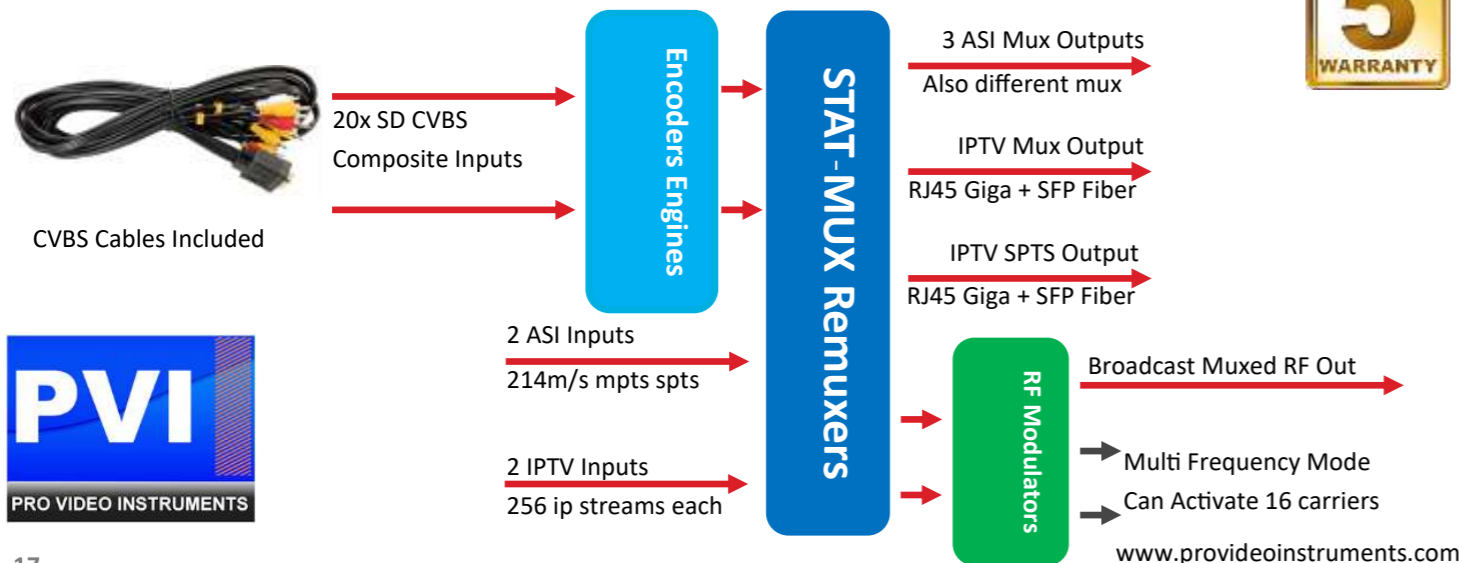 5
WARRANTY
3 ASI Mux Outputs
Also different mux
20x SD CVBS
Composite Inputs
Encoders Engines
STAT-MUX Remuxers
IPTV Mux Output
RJ45 Giga + SFP Fiber
CVBS Cables Included
IPTV SPTS Output
RJ45 Giga + SFP Fiber
2 ASI Inputs
214m/s mpts spts
PVI
PRO VIDEO INSTRUMENTS
RF Modulators
Broadcast Muxed RF Out
2 IPTV Inputs
256 ip streams each
Multi Frequency Mode
Can Activate 16 carriers
www.provideoinstruments.com
17